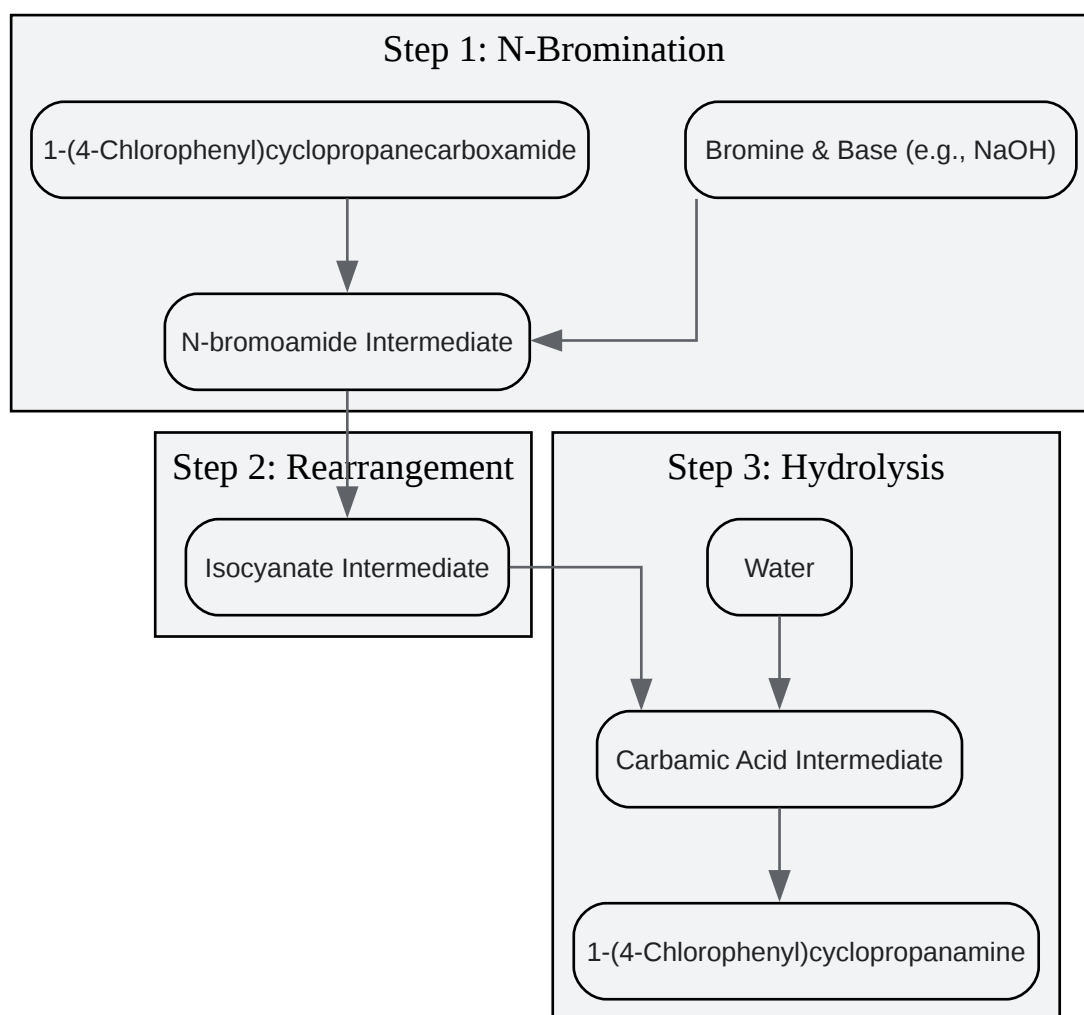 Step 1: N-Bromination
1-(4-Chlorophenyl)cyclopropanecarboxamide
Bromine & Base (e.g., NaOH)
N-bromoamide Intermediate
Step 2: Rearrangement
Isocyanate Intermediate
Step 3: Hydrolysis
Water
Carbamic Acid Intermediate
1-(4-Chlorophenyl)cyclopropanamine